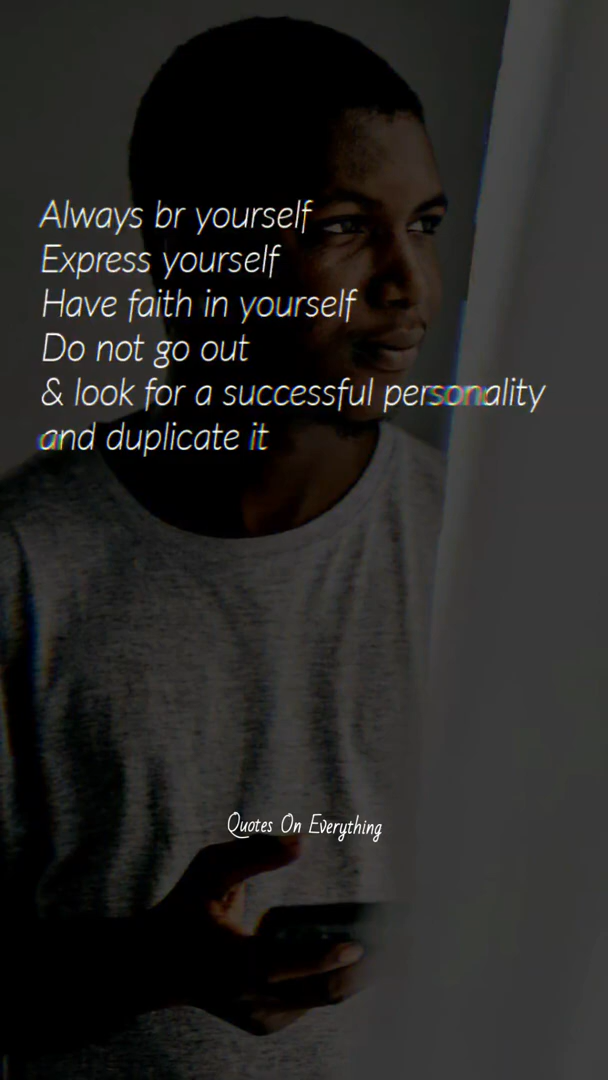 Always br yourself
Express yourself
Have faith in yourself
Do not go out
& look for a successful personality
and duplicate it
Quotes On Everything